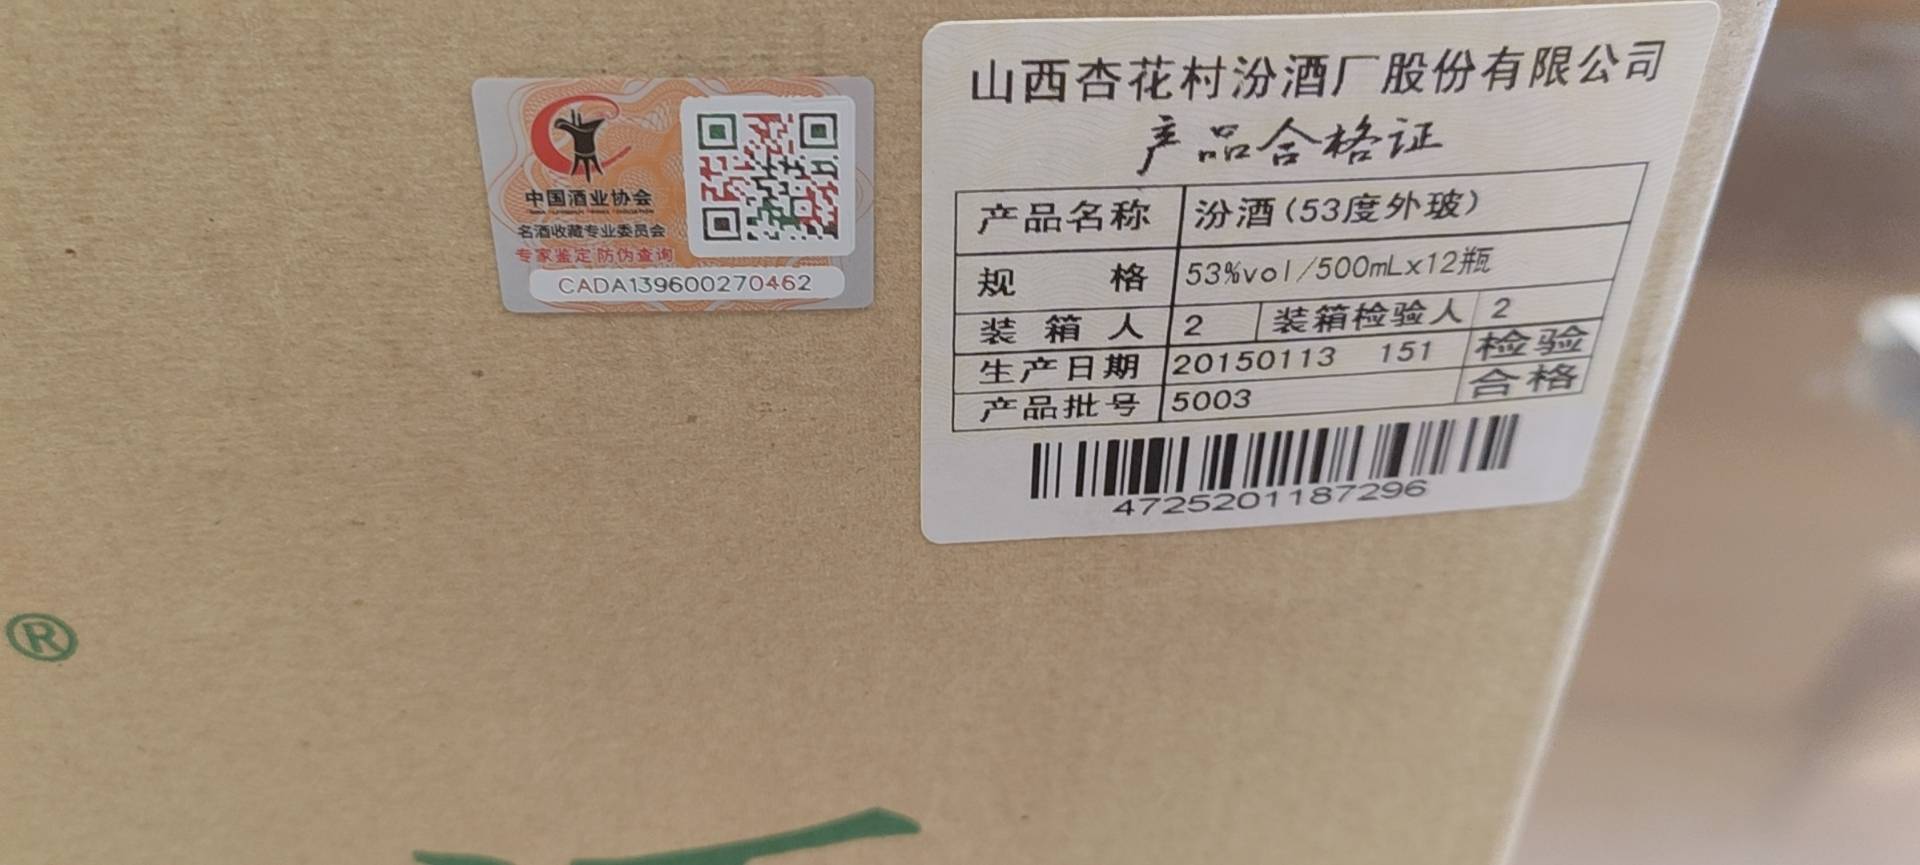 中国酒业协会
名酒收藏专业委员会
专家鉴定 防伪查询
CADA139600270462
山西杏花村汾酒厂股份有限公司
产品合格证
产品名称 汾酒(53度外玻)
规 格 53%vol/500mLx12瓶
装箱人 2 装箱检验人 2
生产日期 20150113 151 检验
产品批号 5003 合格
4725201187296
®